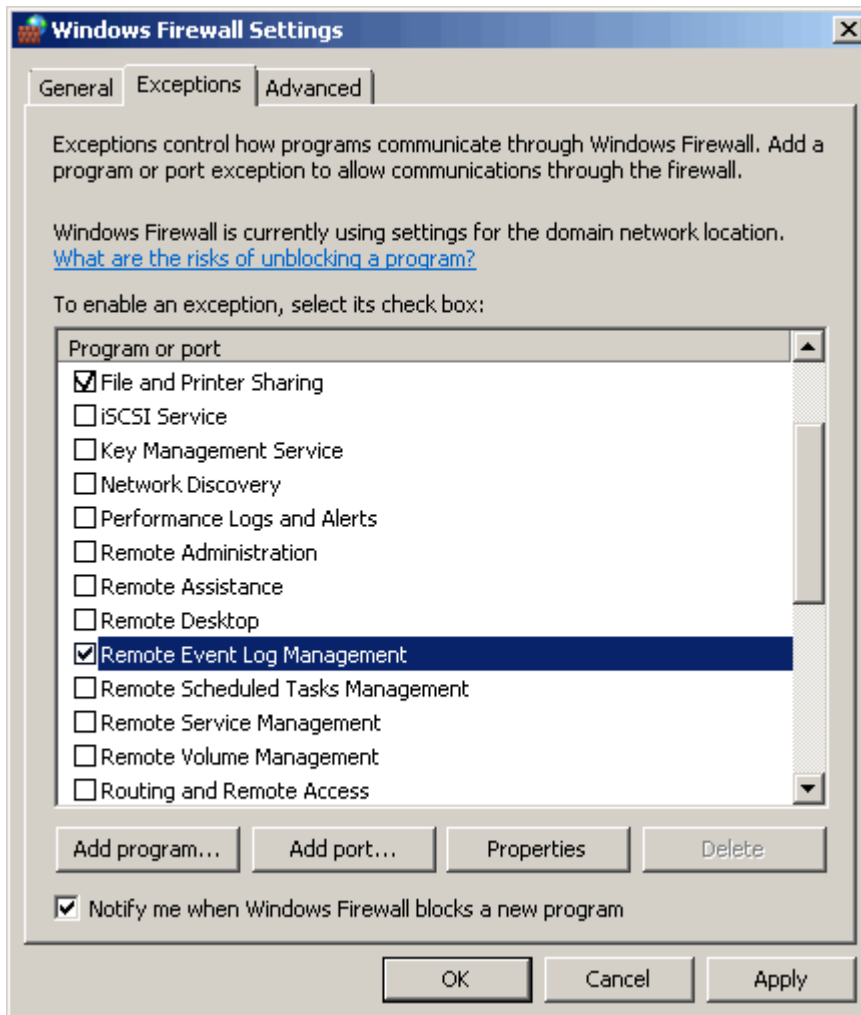 Windows Firewall Settings
General Exceptions Advanced
Exceptions control how programs communicate through Windows Firewall. Add a
program or port exception to allow communications through the firewall.
Windows Firewall is currently using settings for the domain network location.
What are the risks of unblocking a program?
To enable an exception, select its check box:
Program or port
File and Printer Sharing
iSCSI Service
Key Management Service
Network Discovery
Performance Logs and Alerts
Remote Administration
Remote Assistance
Remote Desktop
Remote Event Log Management
Remote Scheduled Tasks Management
Remote Service Management
Remote Volume Management
Routing and Remote Access
Add program... Add port... Properties Delete
Notify me when Windows Firewall blocks a new program
OK Cancel Apply